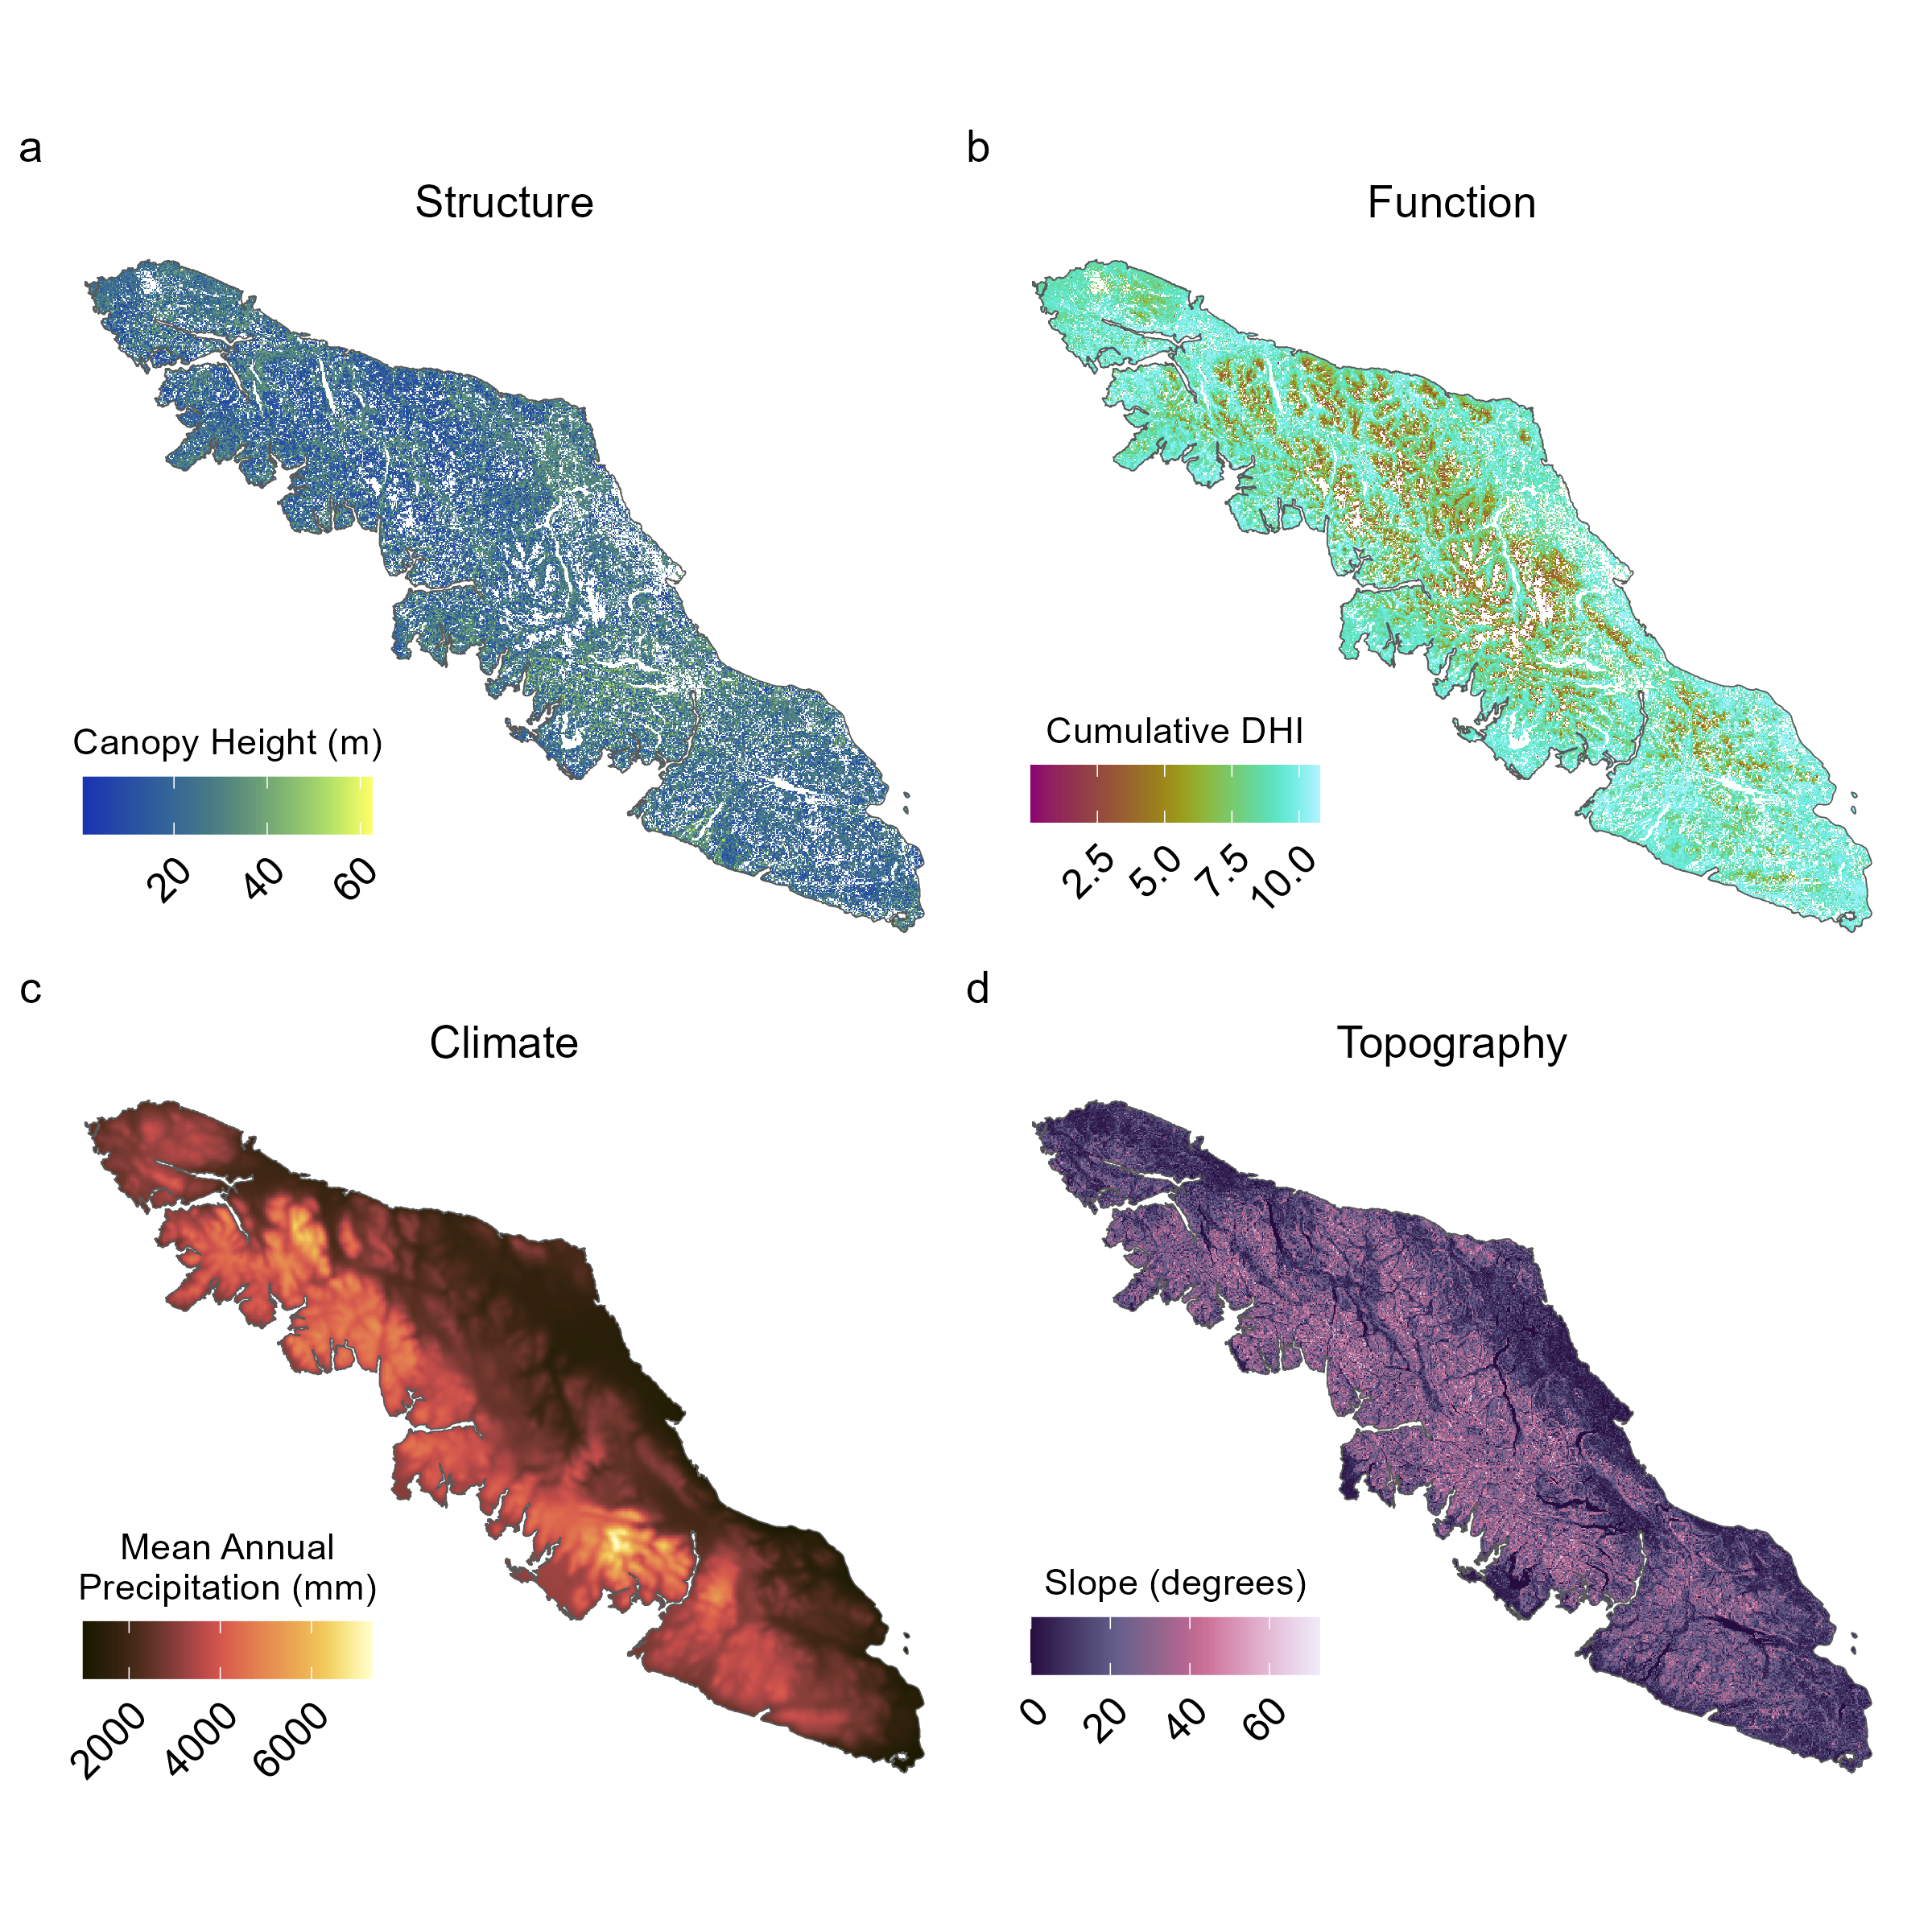 a
Structure
Canopy Height (m)
20 40 60
b
Function
Cumulative DHI
2.5 5.0 7.5 10.0
c
Climate
Mean Annual
Precipitation (mm)
2000 4000 6000
d
Topography
Slope (degrees)
0 20 40 60